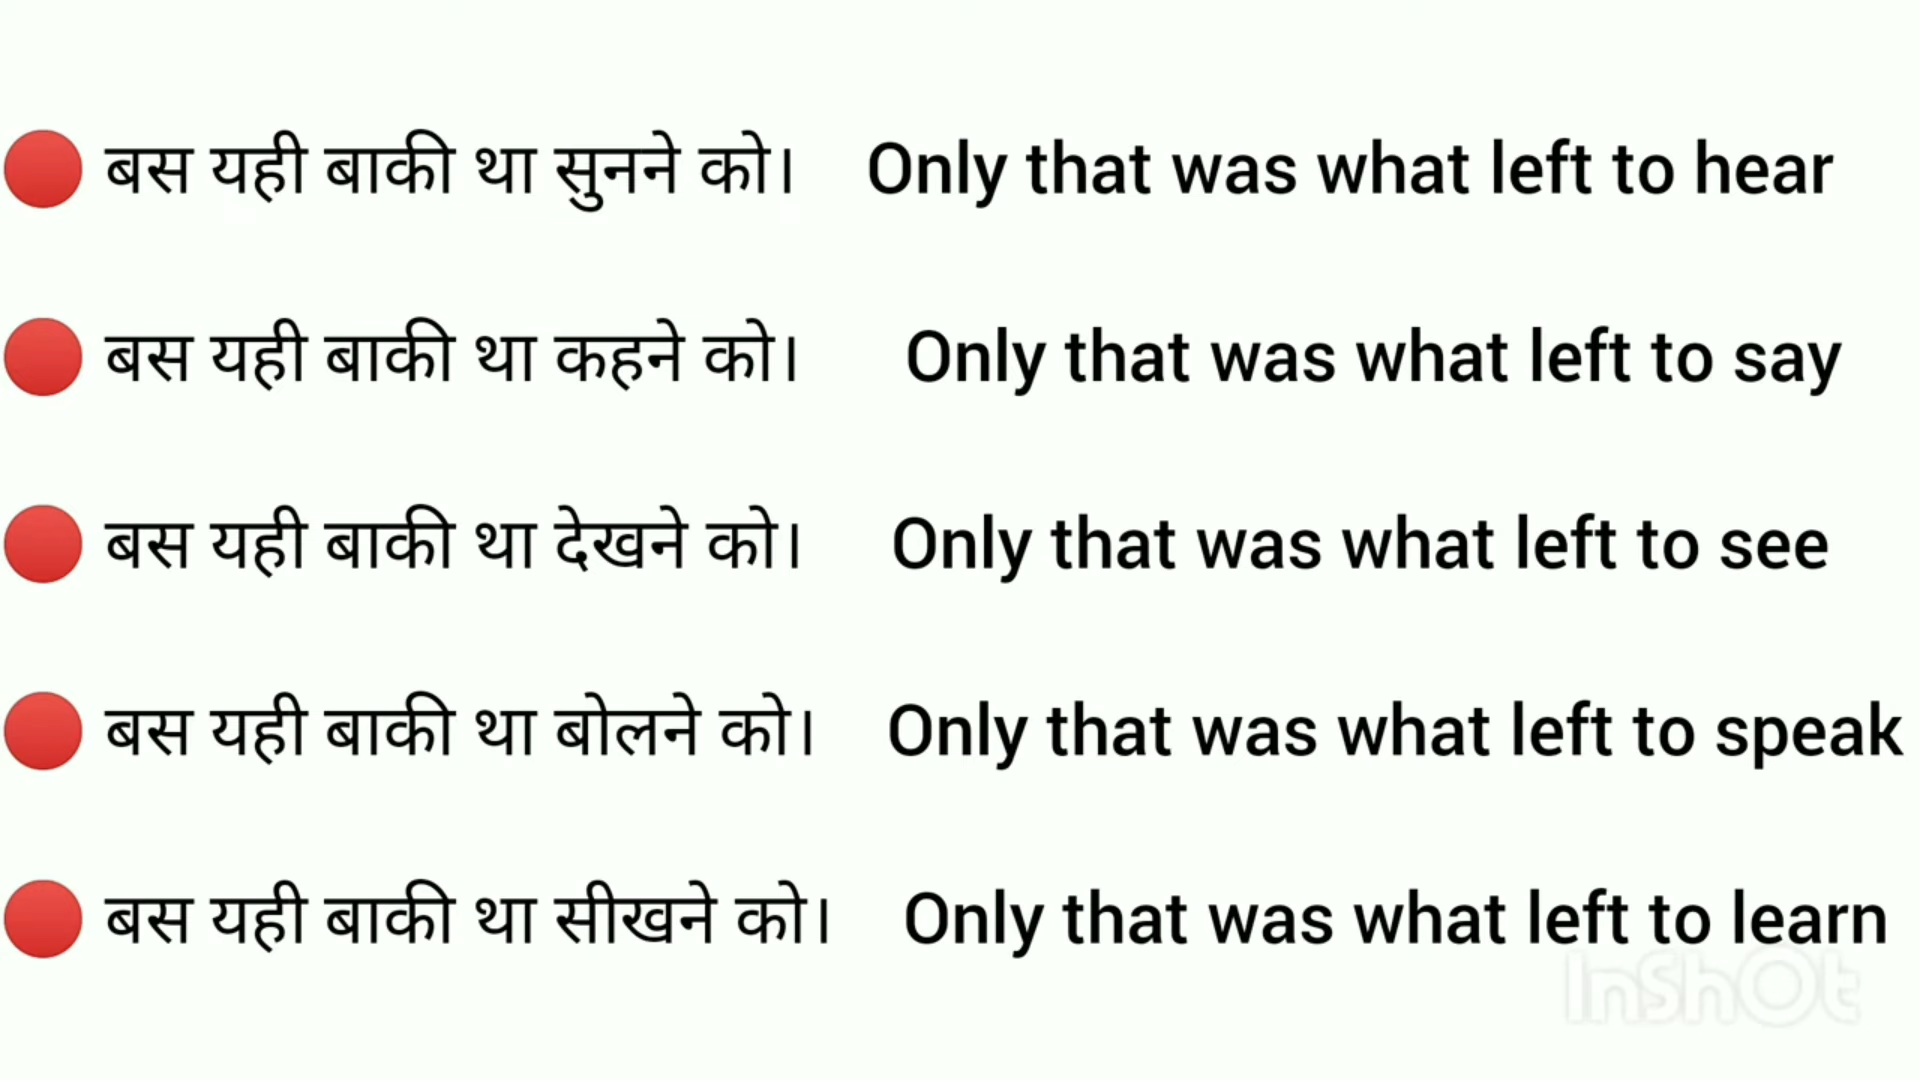 बस यही बाकी था सुनने को। Only that was what left to hear
बस यही बाकी था कहने को। Only that was what left to say
बस यही बाकी था देखने को। Only that was what left to see
बस यही बाकी था बोलने को। Only that was what left to speak
बस यही बाकी था सीखने को। Only that was what left to learn
InShOt